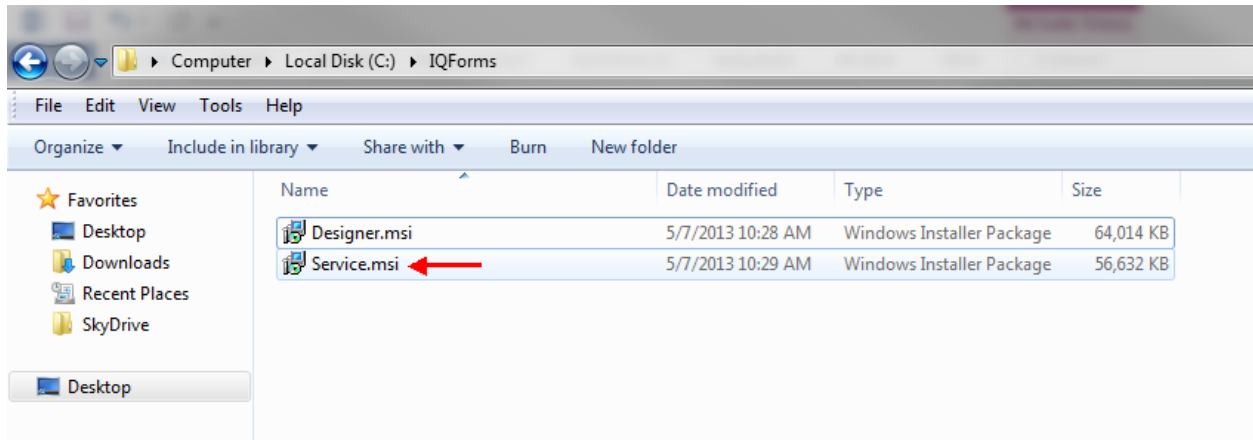 Computer Local Disk (C:) IQForms
File Edit View Tools Help
Organize Include in library Share with Burn New folder
Favorites
Desktop
Downloads
Recent Places
SkyDrive
Desktop
Name Date modified Type Size
Designer.msi 5/7/2013 10:28 AM Windows Installer Package 64,014 KB
Service.msi 5/7/2013 10:29 AM Windows Installer Package 56,632 KB